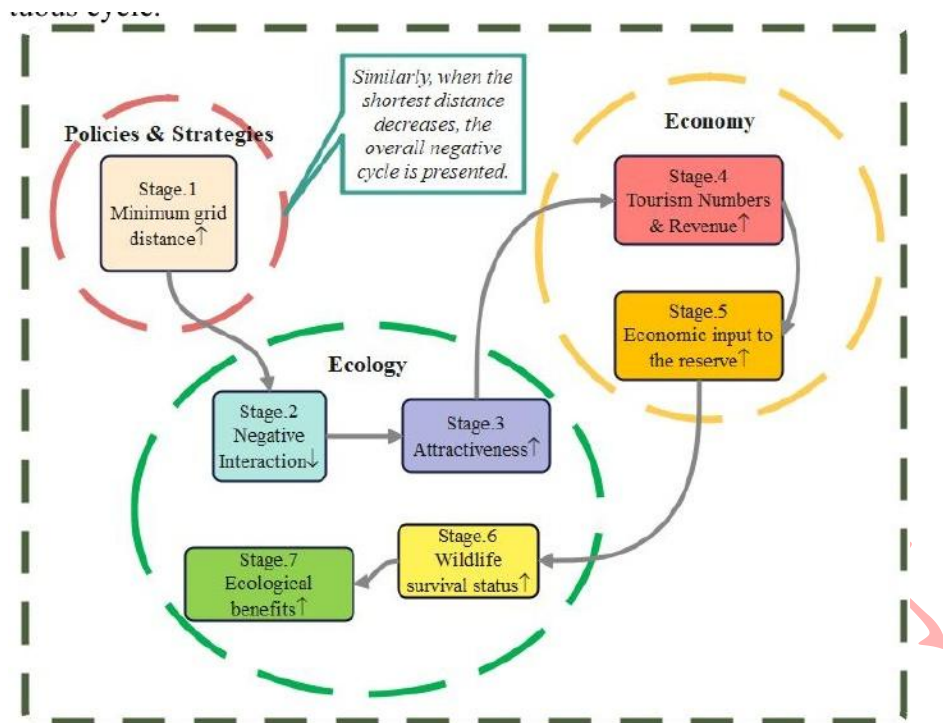 tuous cycle.
Policies & Strategies
Stage.1
Minimum grid
distance↑
Similarly, when the
shortest distance
decreases, the
overall negative
cycle is presented.
Economy
Stage.4
Tourism Numbers
& Revenue↑
Stage.5
Economic input to
the reserve↑
Ecology
Stage.2
Negative
Interaction↓
Stage.3
Attractiveness↑
Stage.6
Wildlife
survival status↑
Stage.7
Ecological
benefits↑